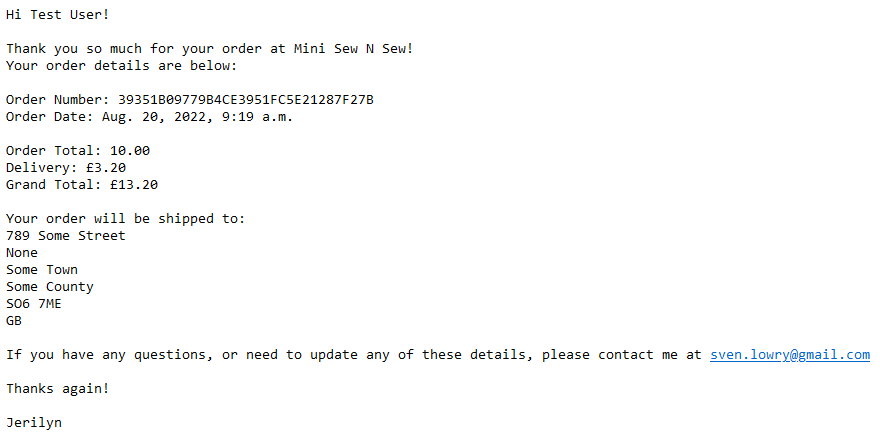 Hi Test User!
Thank you so much for your order at Mini Sew N Sew!
Your order details are below:
Order Number: 39351B09779B4CE3951FC5E21287F27B
Order Date: Aug. 20, 2022, 9:19 a.m.
Order Total: 10.00
Delivery: £3.20
Grand Total: £13.20
Your order will be shipped to:
789 Some Street
None
Some Town
Some County
SO6 7ME
GB
If you have any questions, or need to update any of these details, please contact me at sven.lowry@gmail.com
Thanks again!
Jerilyn